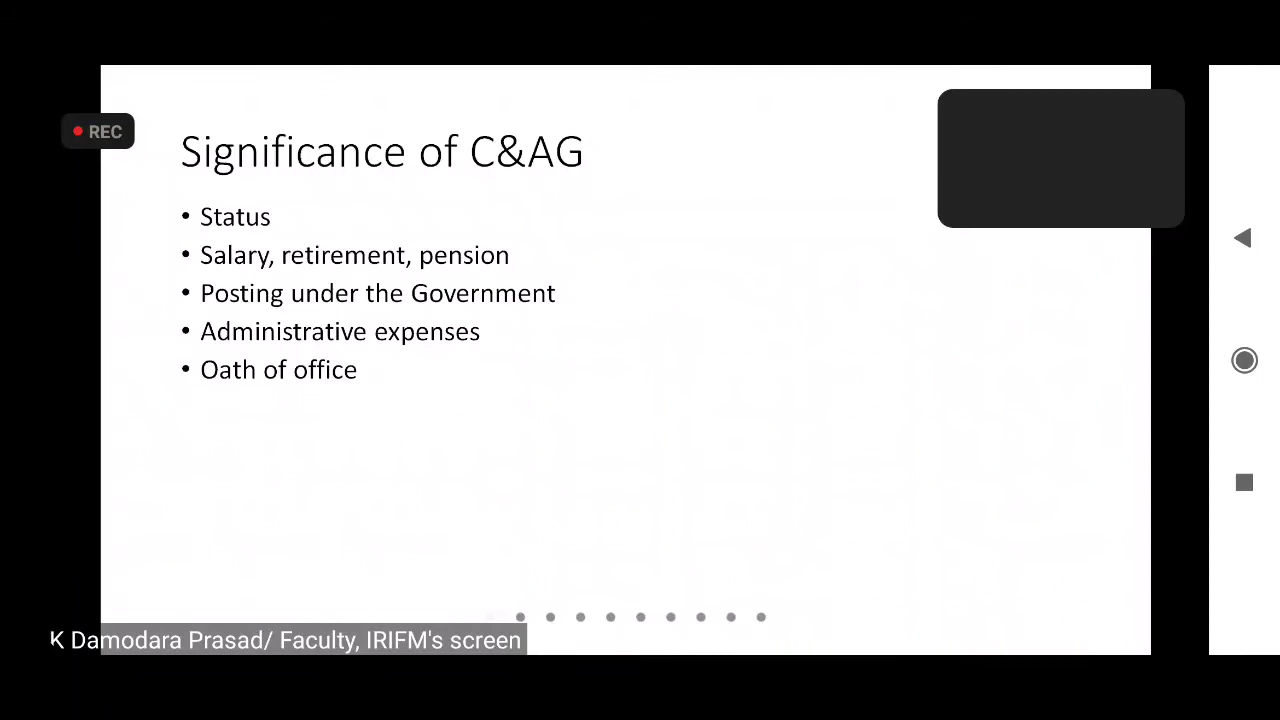 REC
Significance of C&AG
• Status
• Salary, retirement, pension
• Posting under the Government
• Administrative expenses
• Oath of office
K Damodara Prasad/ Faculty, IRIFM's screen